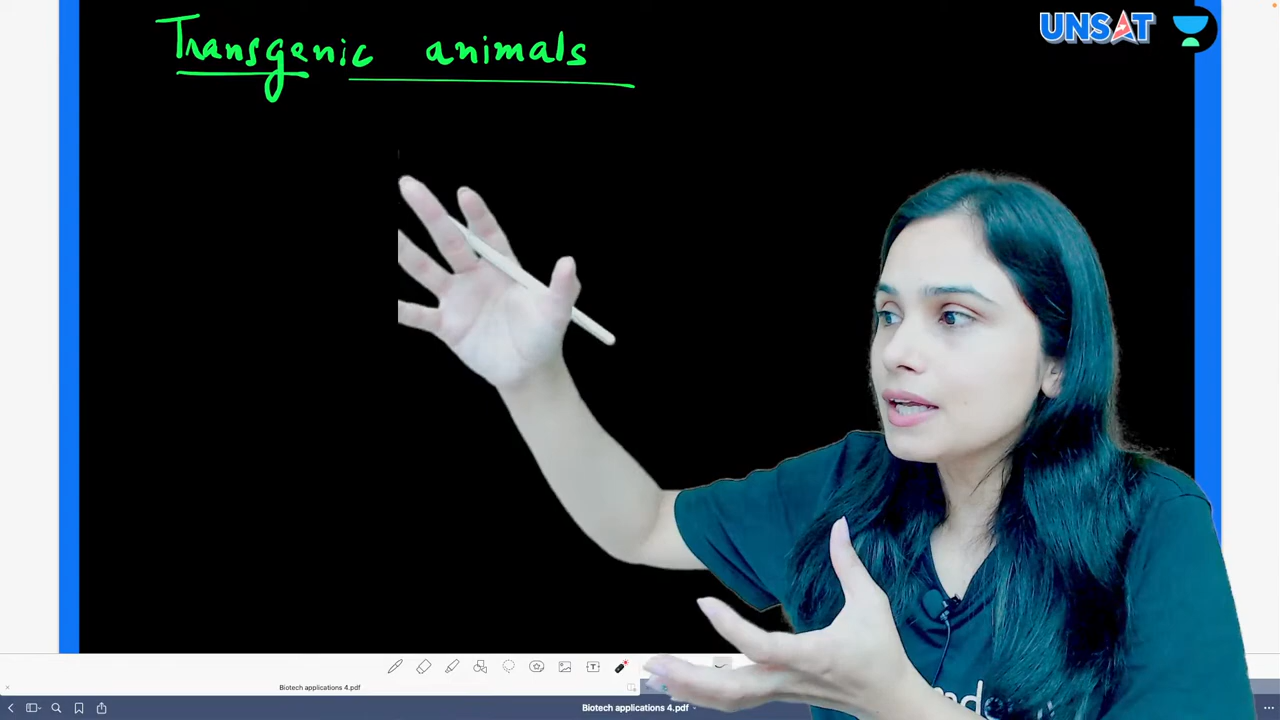 Transgenic animals
UNSAT
Biotech applications 4.pdf
Biotech applications 4.pdf